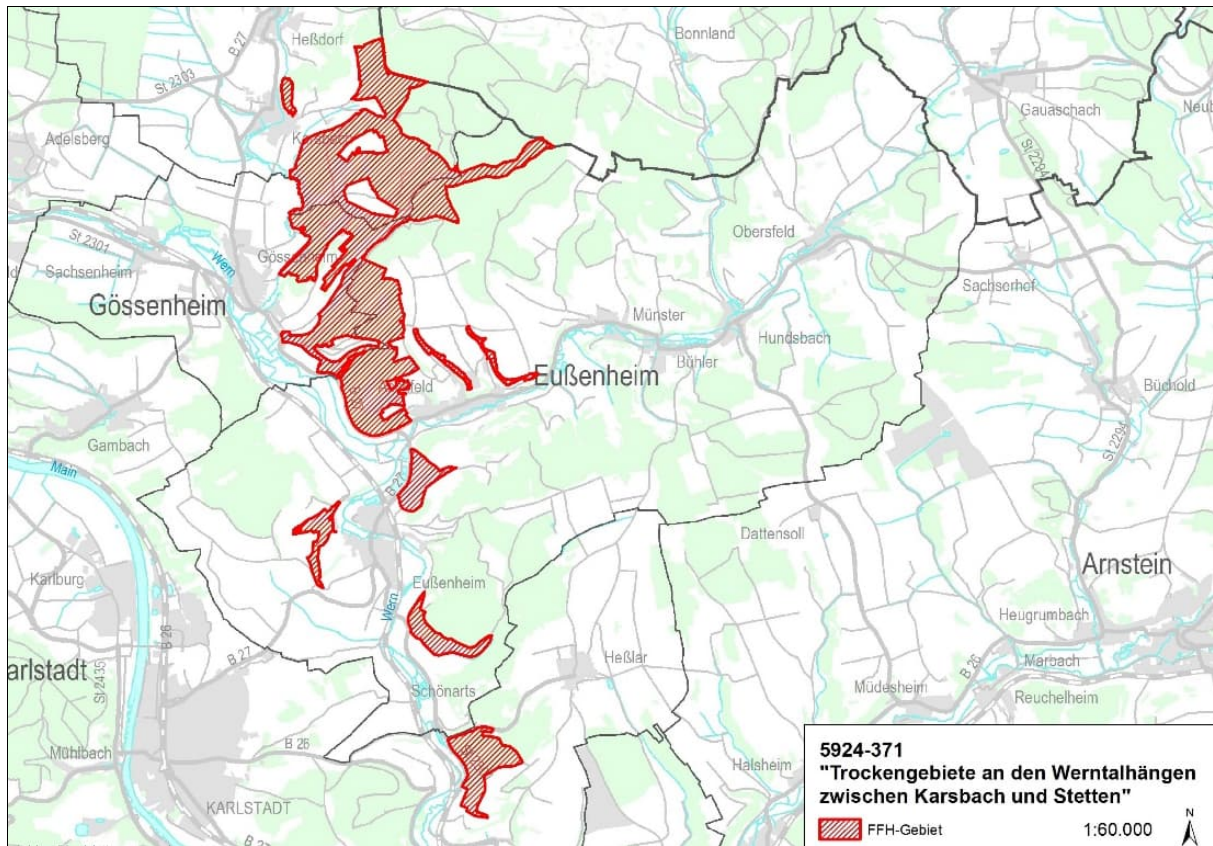 Heßdorf
B 27
Bonnland
St 2303
Gauaschach
Adelsberg
St 2294
Obersfeld
St 2301
Wern
Sachsenheim
Sachserhof
Gössenheim
Münster
Hundsbach
Bühler
Eußenheim
Büchold
Gambach
St 2294
Main
B 27
Dattensoll
Karlburg
Eußenheim
Arnstein
Heugrumbach
Wern
B 26
Heßlar
Marbach
B 27
arlstadt
St 2435
Schönarts
Müdesheim
B 26
Reuchelheim
Mühlbach
B 26
Halsheim
KARLSTADT
B 27
5924-371
"Trockengebiete an den Werntalhängen
zwischen Karsbach und Stetten"
FFH-Gebiet
1:60.000
N